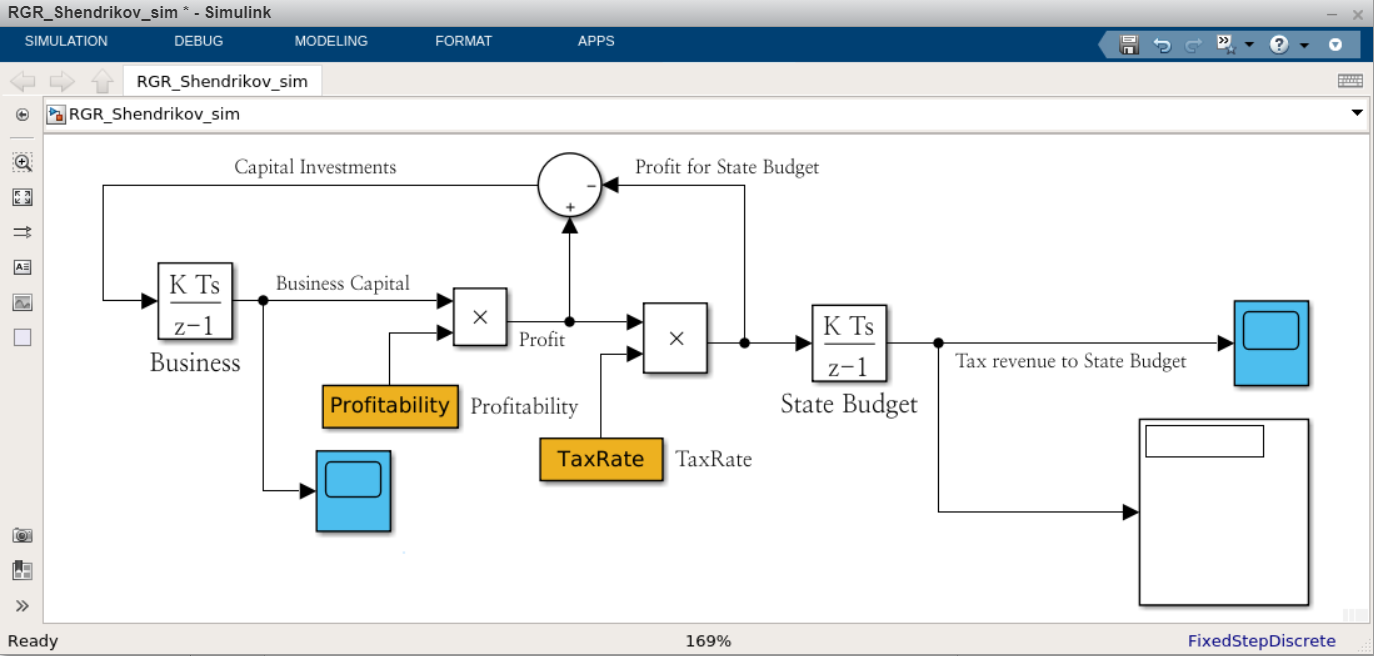 RGR_Shendrikov_sim * - Simulink
SIMULATION DEBUG MODELING FORMAT APPS
RGR_Shendrikov_sim
RGR_Shendrikov_sim
Capital Investments
Profit for State Budget
−
+
K Ts
z−1
Business
Business Capital
×
Profit
×
K Ts
z−1
State Budget
Tax revenue to State Budget
Profitability Profitability
TaxRate TaxRate
Ready 169% FixedStepDiscrete